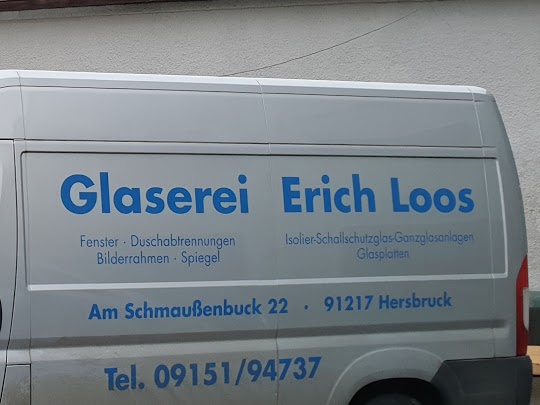 Glaserei Erich Loos
Fenster · Duschabtrennungen
Bilderrahmen · Spiegel
Isolier-Schallschutzglas-Ganzglasanlagen
Glasplatten
Am Schmaußenbuck 22 · 91217 Hersbruck
Tel. 09151/94737